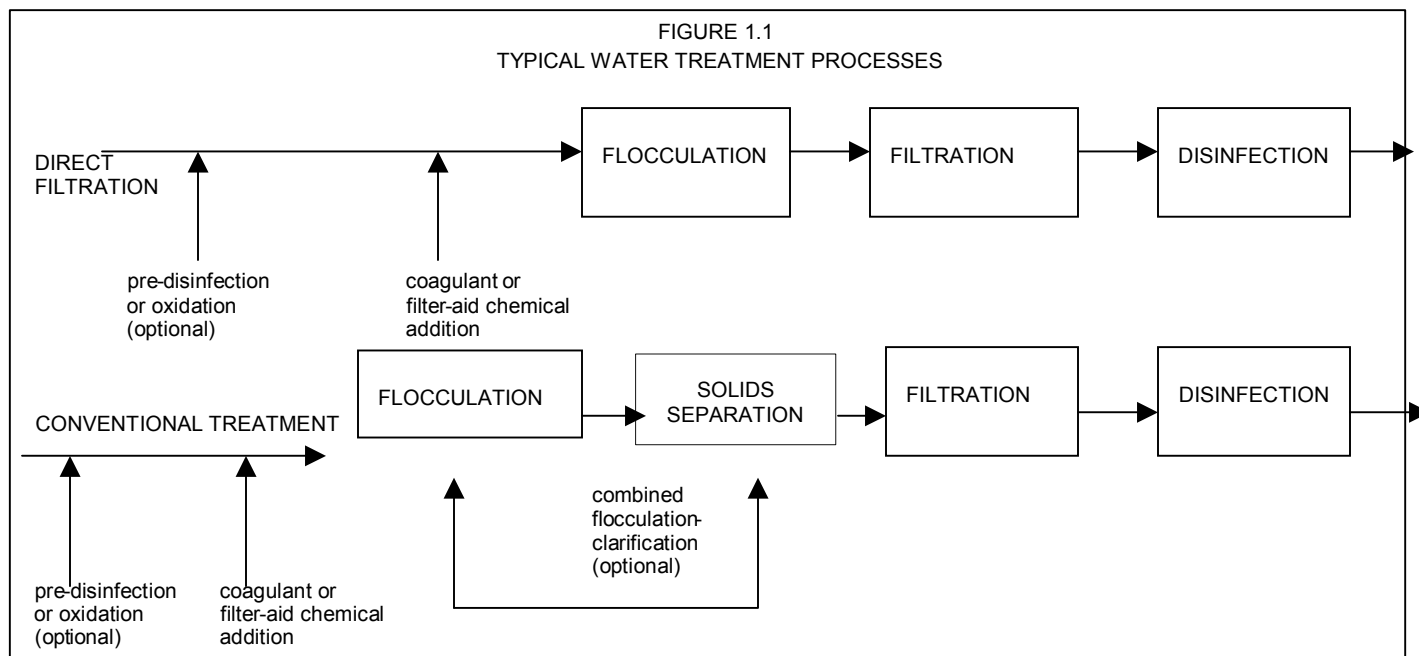 FIGURE 1.1
TYPICAL WATER TREATMENT PROCESSES
DIRECT
FILTRATION
FLOCCULATION
FILTRATION
DISINFECTION
pre-disinfection
or oxidation
(optional)
coagulant or
filter-aid chemical
addition
CONVENTIONAL TREATMENT
FLOCCULATION
SOLIDS
SEPARATION
FILTRATION
DISINFECTION
pre-disinfection
or oxidation
(optional)
coagulant or
filter-aid chemical
addition
combined
flocculation-
clarification
(optional)